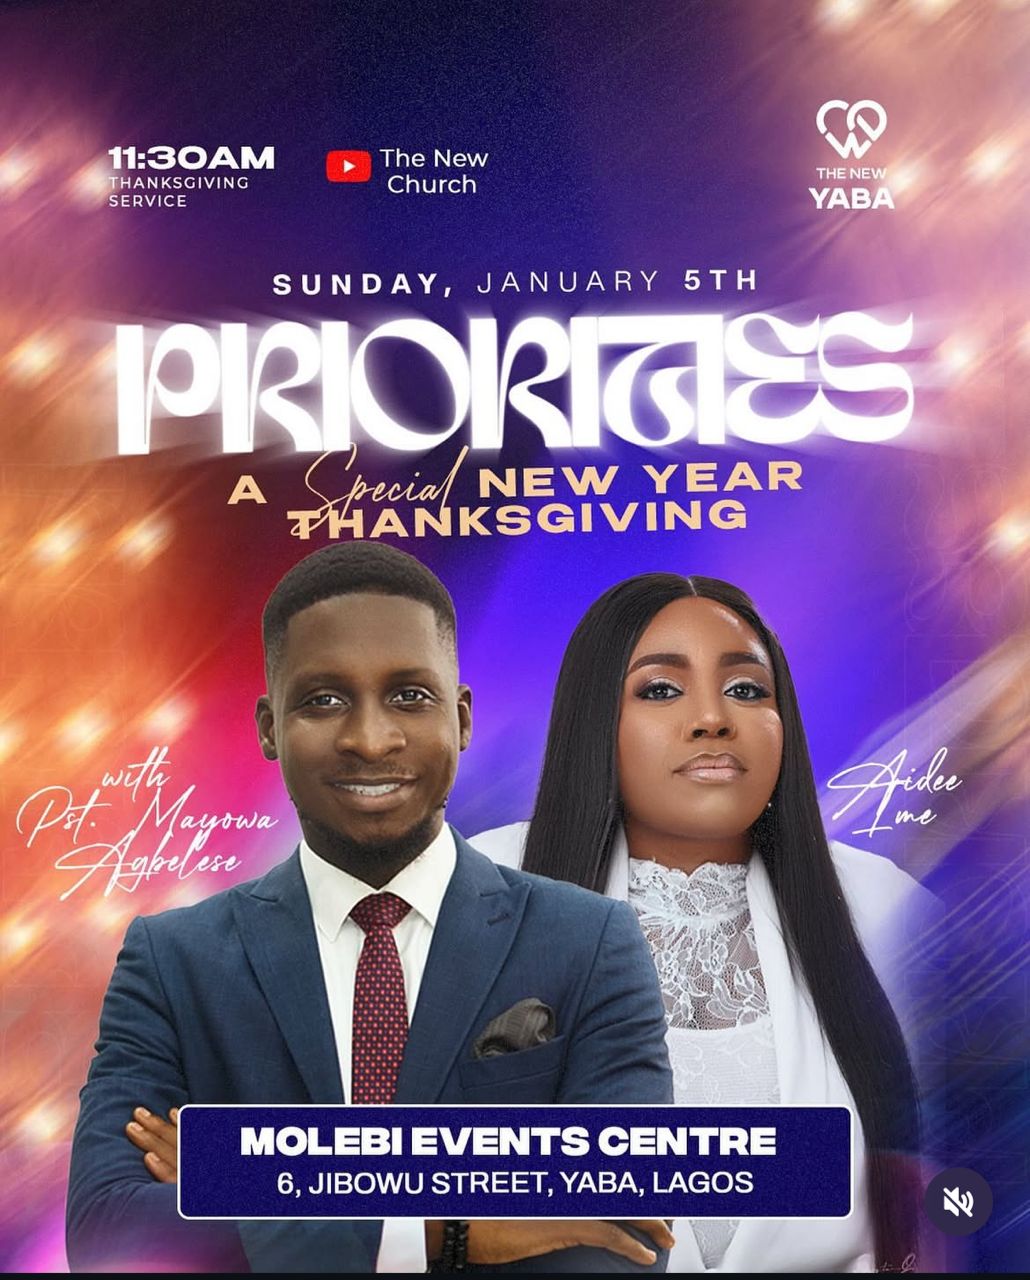 11:30AM
THANKSGIVING
SERVICE
The New
Church
THE NEW
YABA
SUNDAY, JANUARY 5TH
PRIORITIES
A Special NEW YEAR
THANKSGIVING
with
Pst. Mayowa
Agbelese
Aidee
Ime
MOLEBI EVENTS CENTRE
6, JIBOWU STREET, YABA, LAGOS